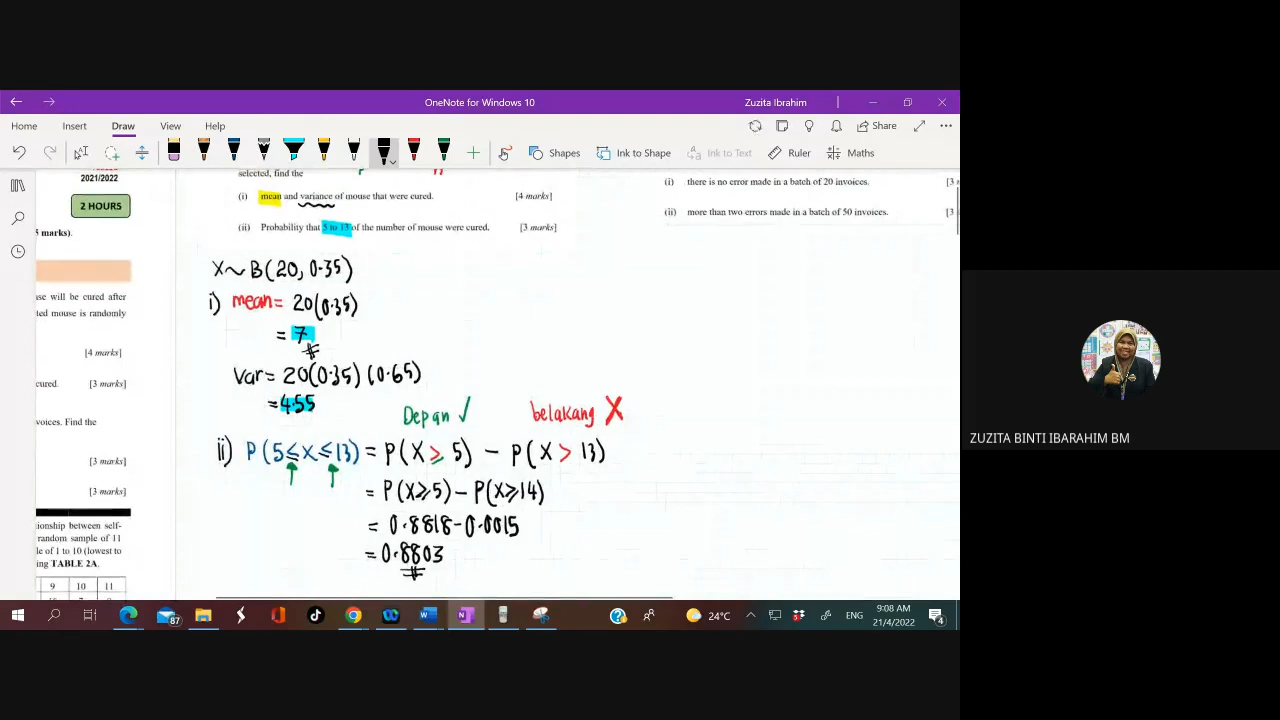 OneNote for Windows 10
Zuzita Ibrahim
Home Insert Draw View Help
Share
Shapes Ink to Shape Ink to Text Ruler Maths
2021/2022
2 HOURS
5 marks).
use will be cured after
ted mouse is randomly
[4 marks]
cured. [3 marks]
voices. Find the
[3 marks]
[3 marks]
ionship between self-
random sample of 11
le of 1 to 10 (lowest to
ng TABLE 2A.
9 10 11
selected, find the
(i) mean and variance of mouse that were cured. [4 marks]
(ii) Probability that 5 to 13 of the number of mouse were cured. [3 marks]
X~B(20, 0.35)
i) mean = 20(0.35)
= 7
Var = 20(0.35)(0.65)
= 4.55
Depan ✓ belakang X
ii) P(5≤x≤13) = P(X ≥ 5) - P(X > 13)
= P(X≥5) - P(X≥14)
= 0.8818 - 0.0015
= 0.8803
(i) there is no error made in a batch of 20 invoices. [3
(ii) more than two errors made in a batch of 50 invoices. [3
ZUZITA BINTI IBARAHIM BM
87
24°C
ENG
9:08 AM
21/4/2022
4